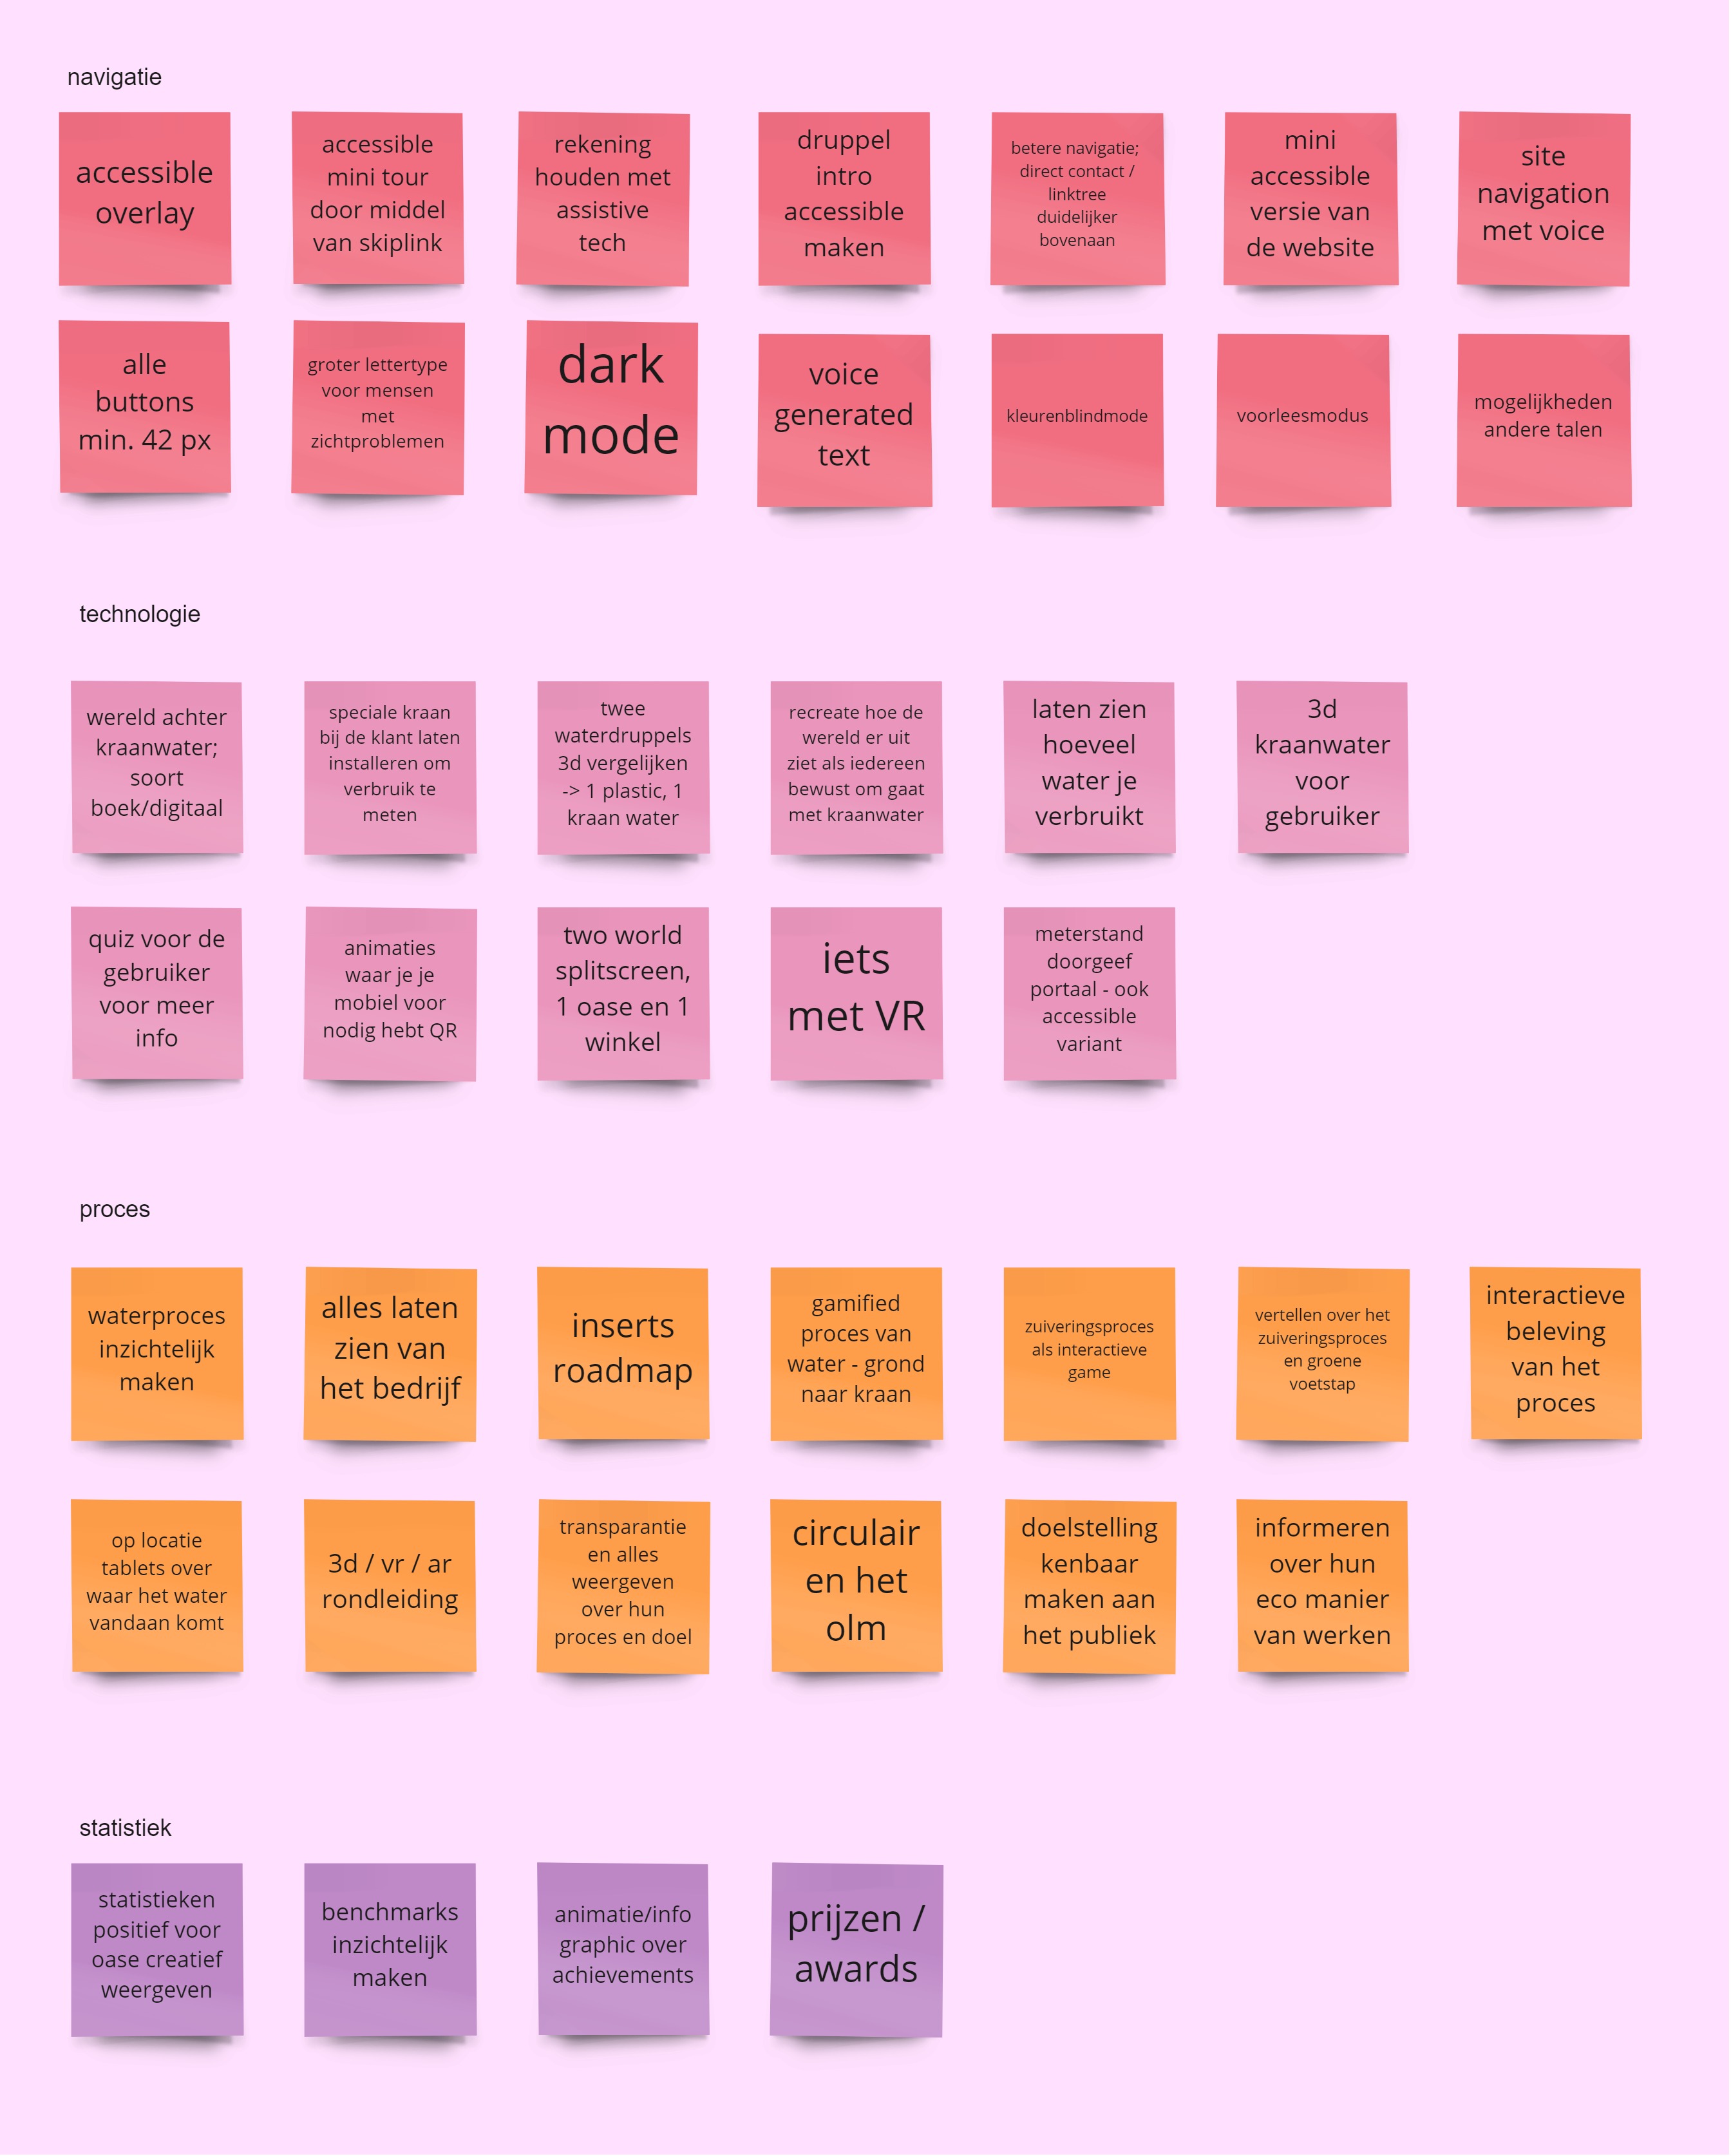 navigatie
accessible
overlay
accessible
mini tour
door middel
van skiplink
rekening
houden met
assistive
tech
druppel
intro
accessible
maken
betere navigatie;
direct contact /
linktree
duidelijker
bovenaan
mini
accessible
versie van
de website
site
navigation
met voice
alle
buttons
min. 42 px
groter lettertype
voor mensen
met
zichtproblemen
dark
mode
voice
generated
text
kleurenblindmode
voorleesmodus
mogelijkheden
andere talen
technologie
wereld achter
kraanwater;
soort
boek/digitaal
speciale kraan
bij de klant laten
installeren om
verbruik te
meten
twee
waterdruppels
3d vergelijken
-> 1 plastic, 1
kraan water
recreate hoe de
wereld er uit
ziet als iedereen
bewust om gaat
met kraanwater
laten zien
hoeveel
water je
verbruikt
3d
kraanwater
voor
gebruiker
quiz voor de
gebruiker
voor meer
info
animaties
waar je je
mobiel voor
nodig hebt QR
two world
splitscreen,
1 oase en 1
winkel
iets
met VR
meterstand
doorgeef
portaal - ook
accessible
variant
proces
waterproces
inzichtelijk
maken
alles laten
zien van
het bedrijf
inserts
roadmap
gamified
proces van
water - grond
naar kraan
zuiveringsproces
als interactieve
game
vertellen over het
zuiveringsproces
en groene
voetstap
interactieve
beleving
van het
proces
op locatie
tablets over
waar het water
vandaan komt
3d / vr / ar
rondleiding
transparantie
en alles
weergeven
over hun
proces en doel
circulair
en het
olm
doelstelling
kenbaar
maken aan
het publiek
informeren
over hun
eco manier
van werken
statistiek
statistieken
positief voor
oase creatief
weergeven
benchmarks
inzichtelijk
maken
animatie/info
graphic over
achievements
prijzen /
awards